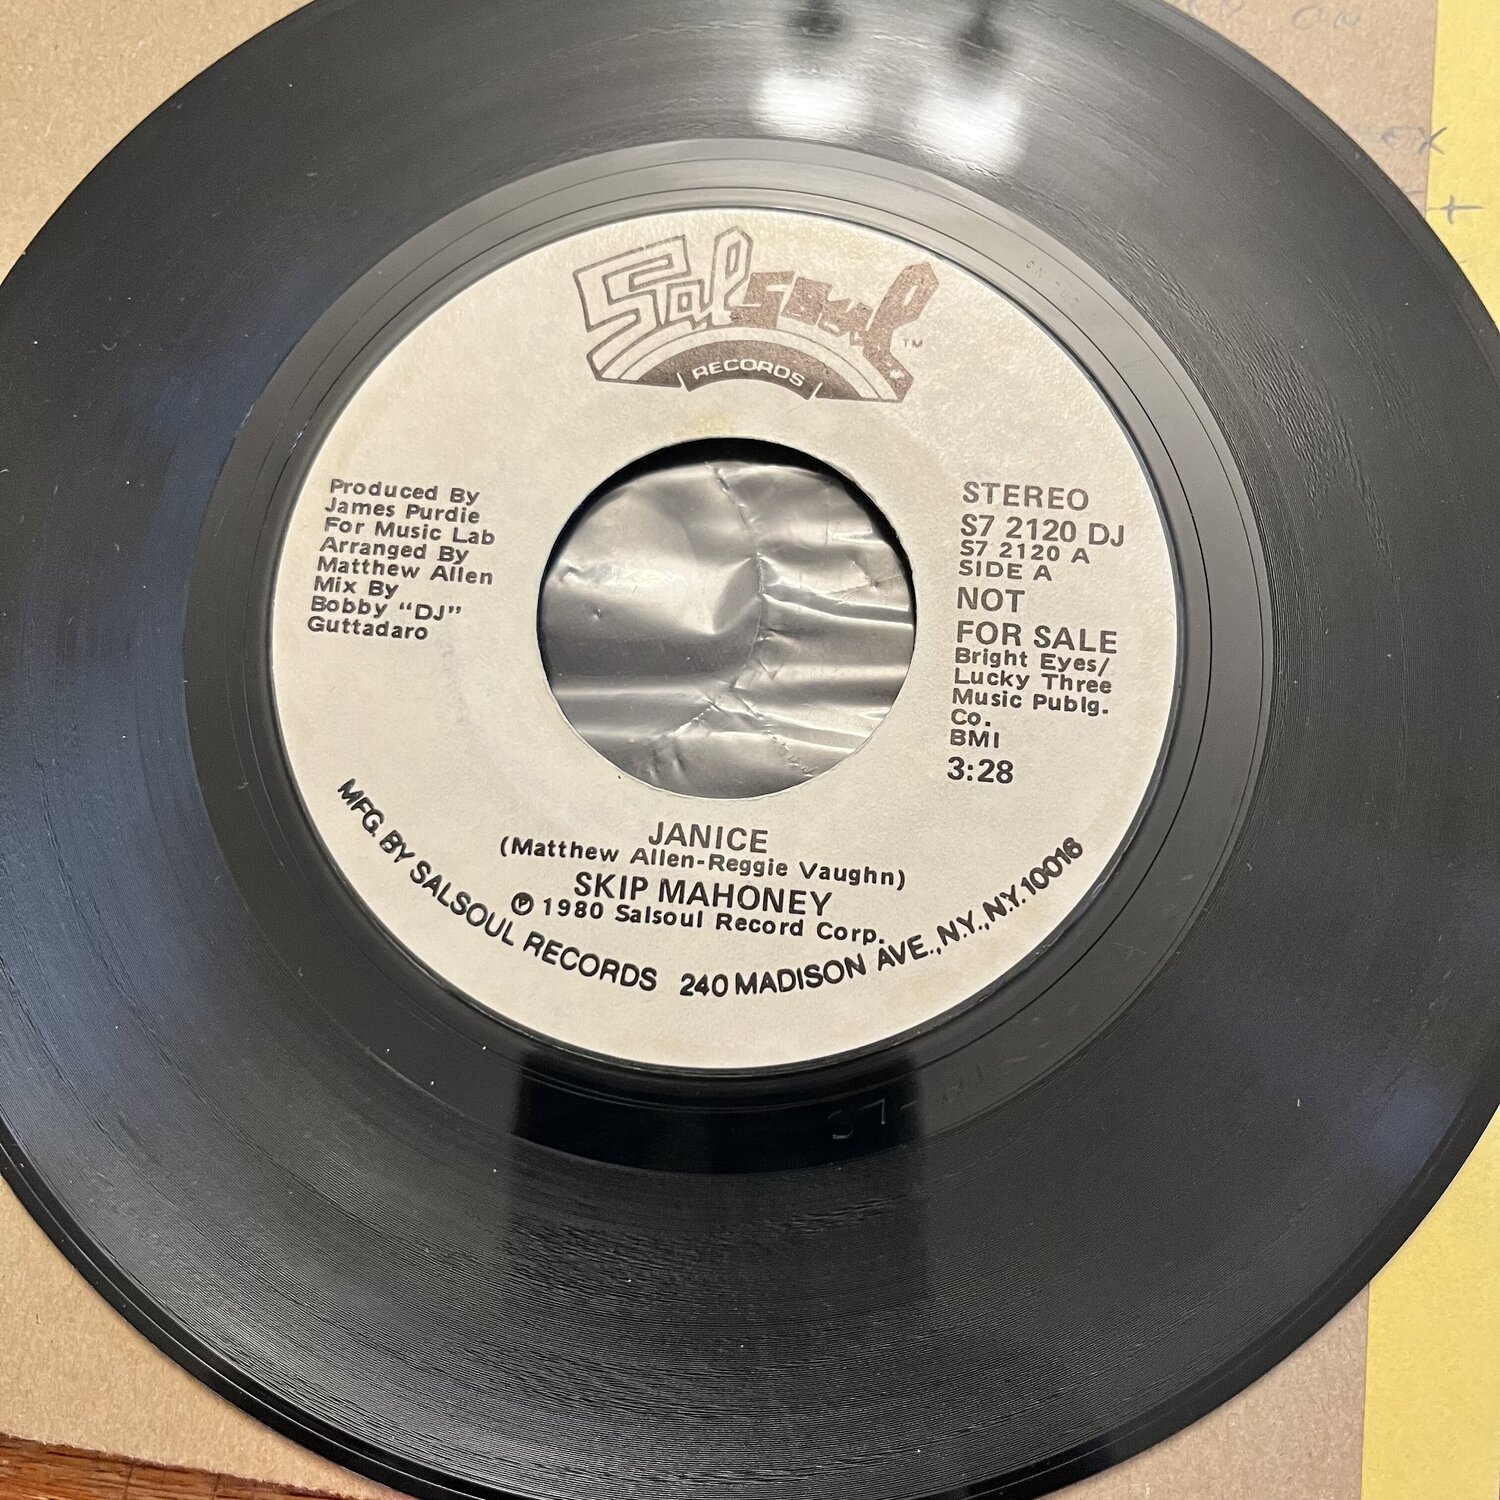 Salsoul TM
RECORDS
Produced By
James Purdie
For Music Lab
Arranged By
Matthew Allen
Mix By
Bobby "DJ"
Guttadaro
STEREO
S7 2120 DJ
S7 2120 A
SIDE A
NOT
FOR SALE
Bright Eyes/
Lucky Three
Music Publg.
Co.
BMI
3:28
JANICE
(Matthew Allen-Reggie Vaughn)
SKIP MAHONEY
℗ 1980 Salsoul Record Corp.
MFG. BY SALSOUL RECORDS 240 MADISON AVE., N.Y., N.Y. 10016
ON
EX